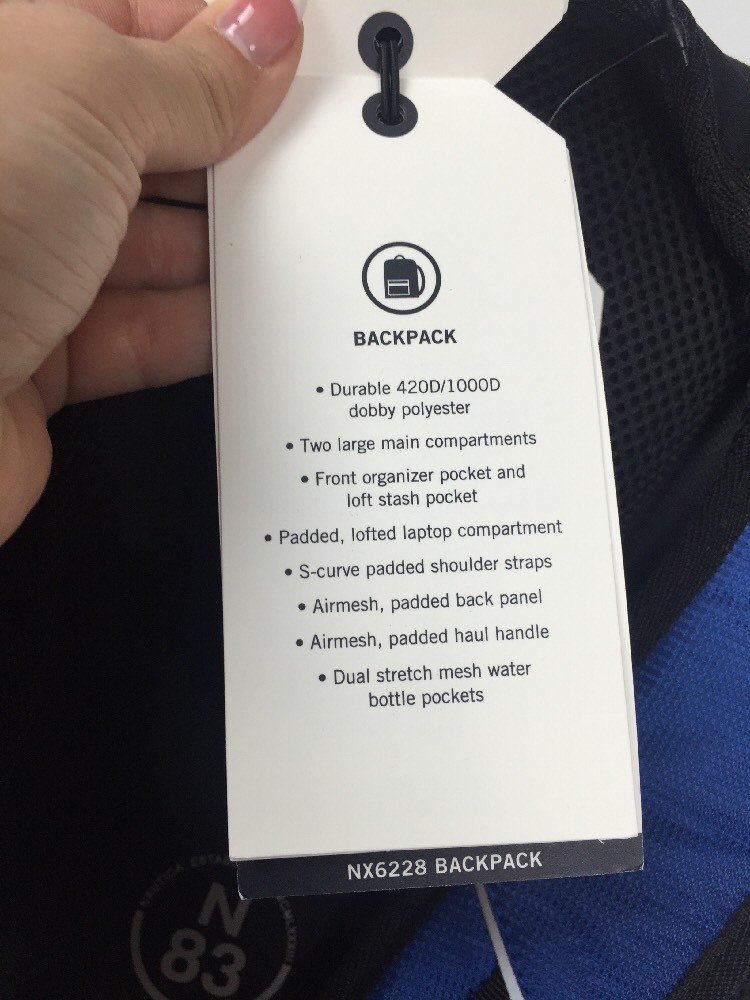 BACKPACK
• Durable 420D/1000D
dobby polyester
• Two large main compartments
• Front organizer pocket and
loft stash pocket
• Padded, lofted laptop compartment
• S-curve padded shoulder straps
• Airmesh, padded back panel
• Airmesh, padded haul handle
• Dual stretch mesh water
bottle pockets
NX6228 BACKPACK
NAUTICA
N
83